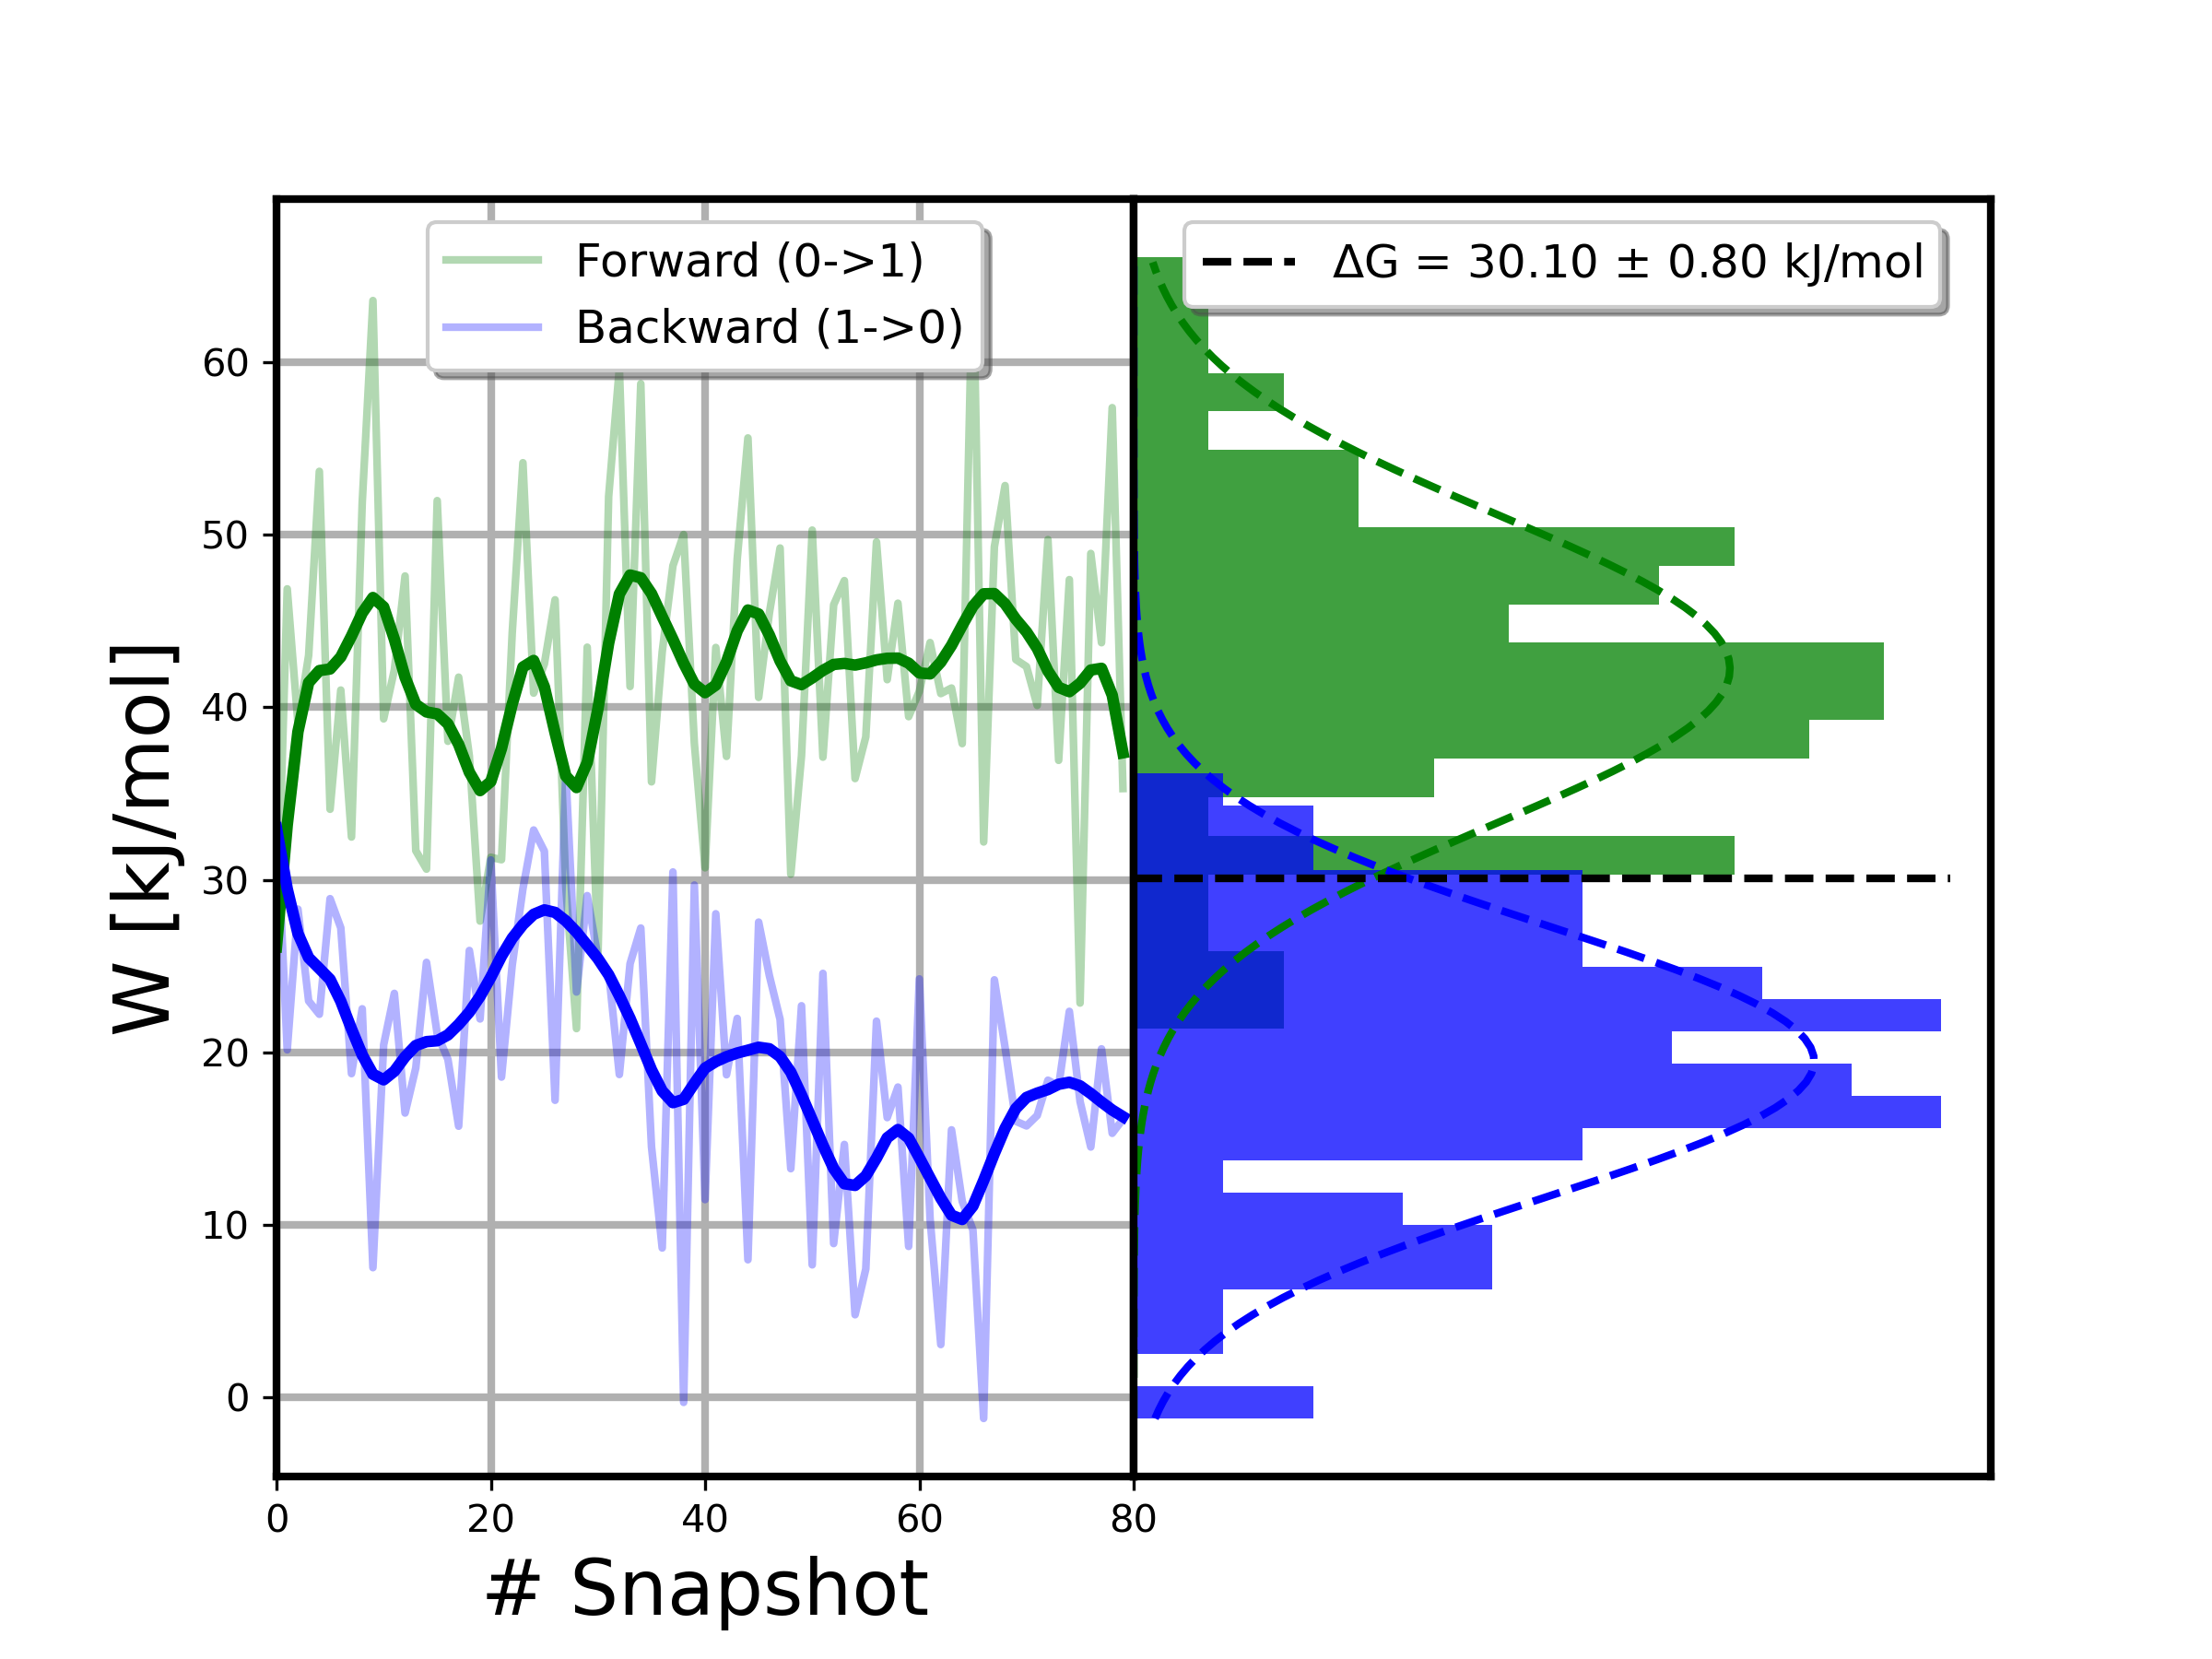 Forward (0->1)
Backward (1->0)
ΔG = 30.10 ± 0.80 kJ/mol
W [kJ/mol]
60
50
40
30
20
10
0
0 20 40 60 80
# Snapshot